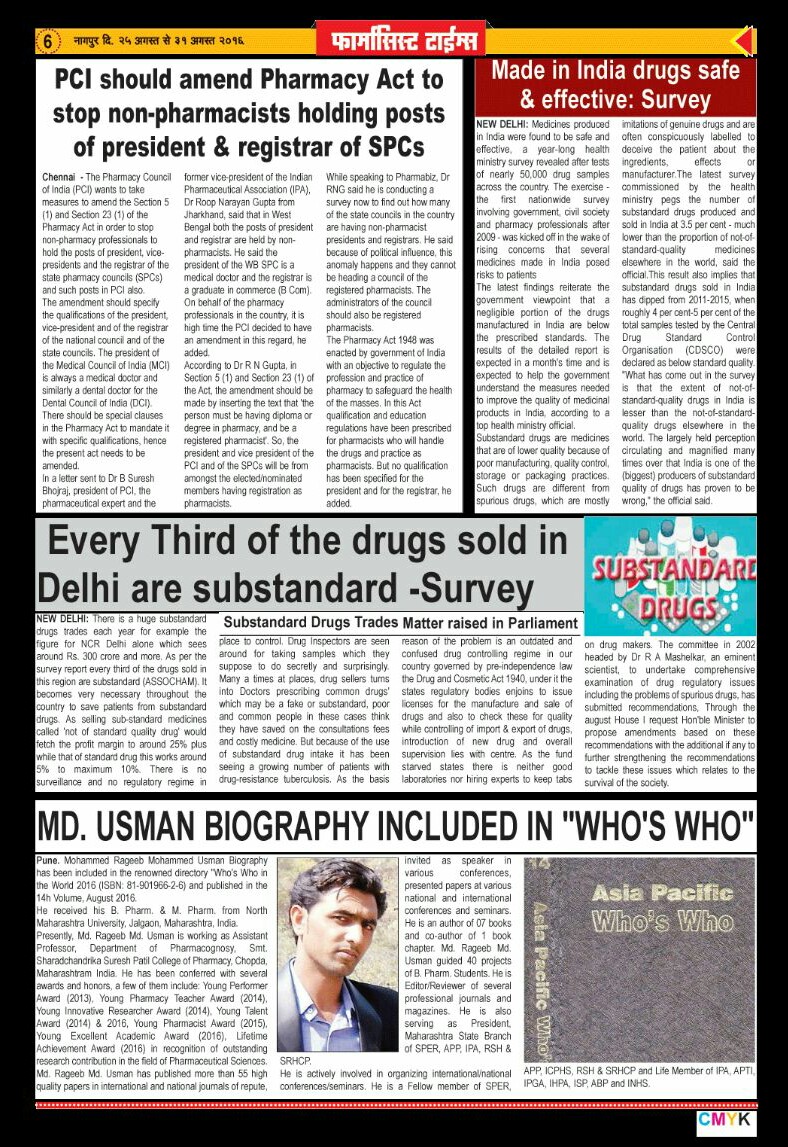 6
नागपुर दि. २५ अगस्त से ३१ अगस्त २०१६
फार्मासिस्ट टाईम्स
PCI should amend Pharmacy Act to
stop non-pharmacists holding posts
of president & registrar of SPCs
Chennai - The Pharmacy Council
of India (PCI) wants to take
measures to amend the Section 5
(1) and Section 23 (1) of the
Pharmacy Act in order to stop
non-pharmacy professionals to
hold the posts of president, vice-
presidents and the registrar of the
state pharmacy councils (SPCs)
and such posts in PCI also.
The amendment should specify
the qualifications of the president,
vice-president and of the registrar
of the national council and of the
state councils. The president of
the Medical Council of India (MCI)
is always a medical doctor and
similarly a dental doctor for the
Dental Council of India (DCI).
There should be special clauses
in the Pharmacy Act to mandate it
with specific qualifications, hence
the present act needs to be
amended.
In a letter sent to Dr B Suresh
Bhojraj, president of PCI, the
pharmaceutical expert and the
former vice-president of the Indian
Pharmaceutical Association (IPA),
Dr Roop Narayan Gupta from
Jharkhand, said that in West
Bengal both the posts of president
and registrar are held by non-
pharmacists. He said the
president of the WB SPC is a
medical doctor and the registrar is
a graduate in commerce (B Com).
On behalf of the pharmacy
professionals in the country, it is
high time the PCI decided to have
an amendment in this regard, he
added.
According to Dr R N Gupta, in
Section 5 (1) and Section 23 (1) of
the Act, the amendment should be
made by inserting the text that 'the
person must be having diploma or
degree in pharmacy, and be a
registered pharmacist'. So, the
president and vice president of the
PCI and of the SPCs will be from
amongst the elected/nominated
members having registration as
pharmacists.
While speaking to Pharmabiz, Dr
RNG said he is conducting a
survey now to find out how many
of the state councils in the country
are having non-pharmacist
presidents and registrars. He said
because of political influence, this
anomaly happens and they cannot
be heading a council of the
registered pharmacists. The
administrators of the council
should also be registered
pharmacists.
The Pharmacy Act 1948 was
enacted by government of India
with an objective to regulate the
profession and practice of
pharmacy to safeguard the health
of the masses. In this Act
qualification and education
regulations have been prescribed
for pharmacists who will handle
the drugs and practice as
pharmacists. But no qualification
has been specified for the
president and for the registrar, he
added.
Made in India drugs safe
& effective: Survey
NEW DELHI: Medicines produced
in India were found to be safe and
effective, a year-long health
ministry survey revealed after tests
of nearly 50,000 drug samples
across the country. The exercise -
the first nationwide survey
involving government, civil society
and pharmacy professionals after
2009 - was kicked off in the wake of
rising concerns that several
medicines made in India posed
risks to patients
The latest findings reiterate the
government viewpoint that a
negligible portion of the drugs
manufactured in India are below
the prescribed standards. The
results of the detailed report is
expected in a month's time and is
expected to help the government
understand the measures needed
to improve the quality of medicinal
products in India, according to a
top health ministry official.
Substandard drugs are medicines
that are of lower quality because of
poor manufacturing, quality control,
storage or packaging practices.
Such drugs are different from
spurious drugs, which are mostly
imitations of genuine drugs and are
often conspicuously labelled to
deceive the patient about the
ingredients, effects or
manufacturer.The latest survey
commissioned by the health
ministry pegs the number of
substandard drugs produced and
sold in India at 3.5 per cent - much
lower than the proportion of not-of-
standard-quality medicines
elsewhere in the world, said the
official.This result also implies that
substandard drugs sold in India
has dipped from 2011-2015, when
roughly 4 per cent-5 per cent of the
total samples tested by the Central
Drug Standard Control
Organisation (CDSCO) were
declared as below standard quality.
"What has come out in the survey
is that the extent of not-of-
standard-quality drugs in India is
lesser than the not-of-standard-
quality drugs elsewhere in the
world. The largely held perception
circulating and magnified many
times over that India is one of the
(biggest) producers of substandard
quality of drugs has proven to be
wrong," the official said.
Every Third of the drugs sold in
Delhi are substandard -Survey
SUBSTANDARD
DRUGS
NEW DELHI: There is a huge substandard
drugs trades each year for example the
figure for NCR Delhi alone which sees
around Rs. 300 crore and more. As per the
survey report every third of the drugs sold in
this region are substandard (ASSOCHAM). It
becomes very necessary throughout the
country to save patients from substandard
drugs. As selling sub-standard medicines
called 'not of standard quality drug' would
fetch the profit margin to around 25% plus
while that of standard drug this works around
5% to maximum 10%. There is no
surveillance and no regulatory regime in
Substandard Drugs Trades Matter raised in Parliament
place to control. Drug Inspectors are seen
around for taking samples which they
suppose to do secretly and surprisingly.
Many a times at places, drug sellers turns
into Doctors prescribing common drugs'
which may be a fake or substandard, poor
and common people in these cases think
they have saved on the consultations fees
and costly medicine. But because of the use
of substandard drug intake it has been
seeing a growing number of patients with
drug-resistance tuberculosis. As the basis
reason of the problem is an outdated and
confused drug controlling regime in our
country governed by pre-independence law
the Drug and Cosmetic Act 1940, under it the
states regulatory bodies enjoins to issue
licenses for the manufacture and sale of
drugs and also to check these for quality
while controlling of import & export of drugs,
introduction of new drug and overall
supervision lies with centre. As the fund
starved states there is neither good
laboratories nor hiring experts to keep tabs
on drug makers. The committee in 2002
headed by Dr R A Mashelkar, an eminent
scientist, to undertake comprehensive
examination of drug regulatory issues
including the problems of spurious drugs, has
submitted recommendations, Through the
august House I request Hon'ble Minister to
propose amendments based on these
recommendations with the additional if any to
further strengthening the recommendations
to tackle these issues which relates to the
survival of the society.
MD. USMAN BIOGRAPHY INCLUDED IN "WHO'S WHO"
Pune. Mohammed Rageeb Mohammed Usman Biography
has been included in the renowned directory "Who's Who in
the World 2016 (ISBN: 81-901966-2-6) and published in the
14h Volume, August 2016.
He received his B. Pharm. & M. Pharm. from North
Maharashtra University, Jalgaon, Maharashtra, India.
Presently, Md. Rageeb Md. Usman is working as Assistant
Professor, Department of Pharmacognosy, Smt.
Sharadchandrika Suresh Patil College of Pharmacy, Chopda,
Maharashtram India. He has been conferred with several
awards and honors, a few of them include: Young Performer
Award (2013), Young Pharmacy Teacher Award (2014),
Young Innovative Researcher Award (2014), Young Talent
Award (2014) & 2016, Young Pharmacist Award (2015),
Young Excellent Academic Award (2016), Lifetime
Achievement Award (2016) in recognition of outstanding
research contribution in the field of Pharmaceutical Sciences.
Md. Rageeb Md. Usman has published more than 55 high
quality papers in international and national journals of repute,
invited as speaker in
various conferences,
presented papers at various
national and international
conferences and seminars.
He is an author of 07 books
and co-author of 1 book
chapter. Md. Rageeb Md.
Usman guided 40 projects
of B. Pharm. Students. He is
Editor/Reviewer of several
professional journals and
magazines. He is also
serving as President,
Maharashtra State Branch
of SPER, APP, IPA, RSH &
SRHCP.
He is actively involved in organizing international/national
conferences/seminars. He is a Fellow member of SPER,
Asia Pacific
Who's Who
Asia Pacific Who'
APP, ICPHS, RSH & SRHCP and Life Member of IPA, APTI,
IPGA, IHPA, ISP, ABP and INHS.
CMYK